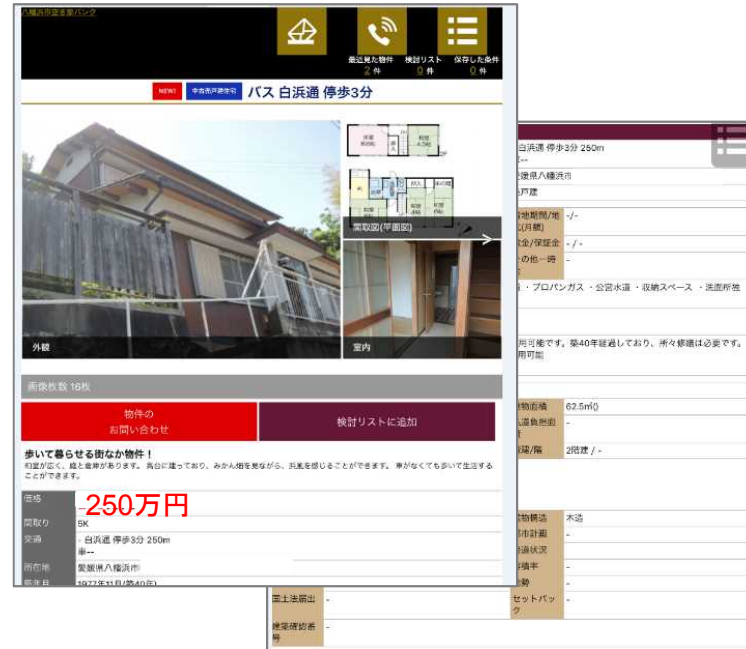 八幡浜市空き家バンク
最近見た物件
2 件
検討リスト
0 件
保存した条件
0 件
NEW! 中古売戸建住宅 バス 白浜通 停歩3分
間取図(平面図)
外観
室内
画像枚数 16枚
物件の
お問い合わせ
検討リストに追加
歩いて暮らせる街なか物件！
和室が広く、庭と倉庫があります。 高台に建っており、みかん畑を見ながら、浜風を感じることができます。 車がなくても歩いて生活する
ことができます。
価格
250万円
間取り 5K
交通 - 白浜通 停歩3分 250m
車--
所在地 愛媛県八幡浜市
築年月 1977年11月(築40年)
白浜通 停歩3分 250m
愛媛県八幡浜市
戸建
-/-
- / -
その他一時
-
・プロパンガス ・公営水道 ・収納スペース ・洗面所独
用可能です。築40年経過しており、所々修繕は必要です。
用可能
62.5㎡()
-
2階建 / -
木造
-
-
-
-
国土法届出 -
セットバッ
ク -
建築確認番
号 -